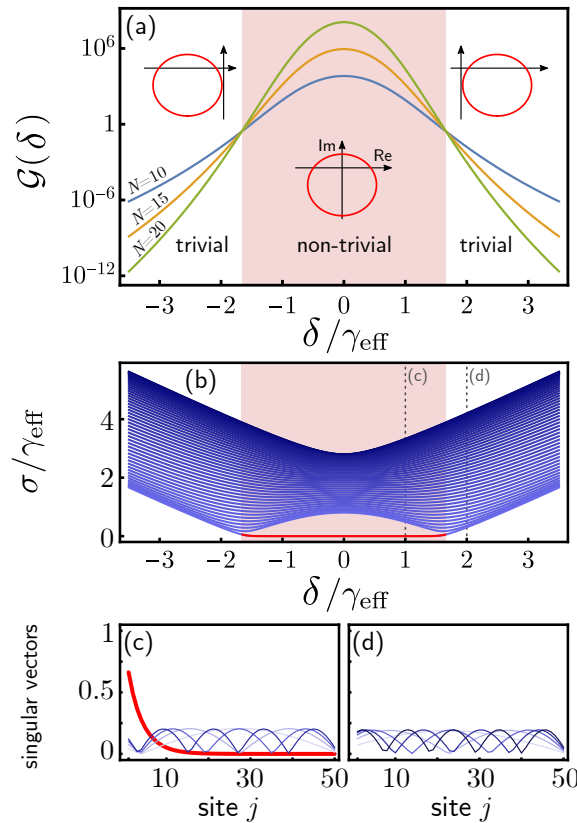 (a)
10^6
1
10^{-6}
10^{-12}
𝒢(δ)
Im
Re
N=10
N=15
N=20
trivial
non-trivial
trivial
−3 −2 −1 0 1 2 3
δ/γ_eff
(b)
(c)
(d)
4
2
0
σ/γ_eff
−3 −2 −1 0 1 2 3
δ/γ_eff
singular vectors
1
0.5
0
(c)
(d)
10 30 50
10 30 50
site j
site j